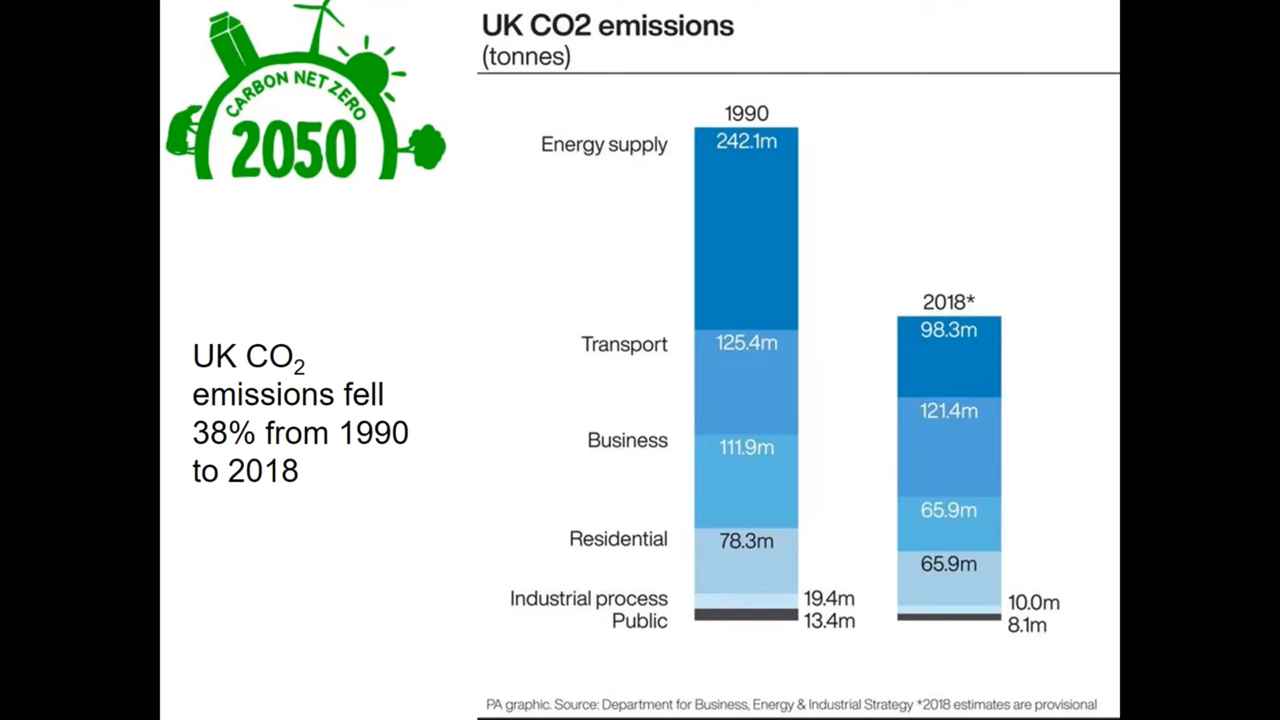 CARBON NET ZERO
2050
UK CO₂
emissions fell
38% from 1990
to 2018
UK CO2 emissions
(tonnes)
1990
2018*
Energy supply 242.1m 98.3m
Transport 125.4m 121.4m
Business 111.9m 65.9m
Residential 78.3m 65.9m
Industrial process 19.4m 10.0m
Public 13.4m 8.1m
PA graphic. Source: Department for Business, Energy & Industrial Strategy *2018 estimates are provisional